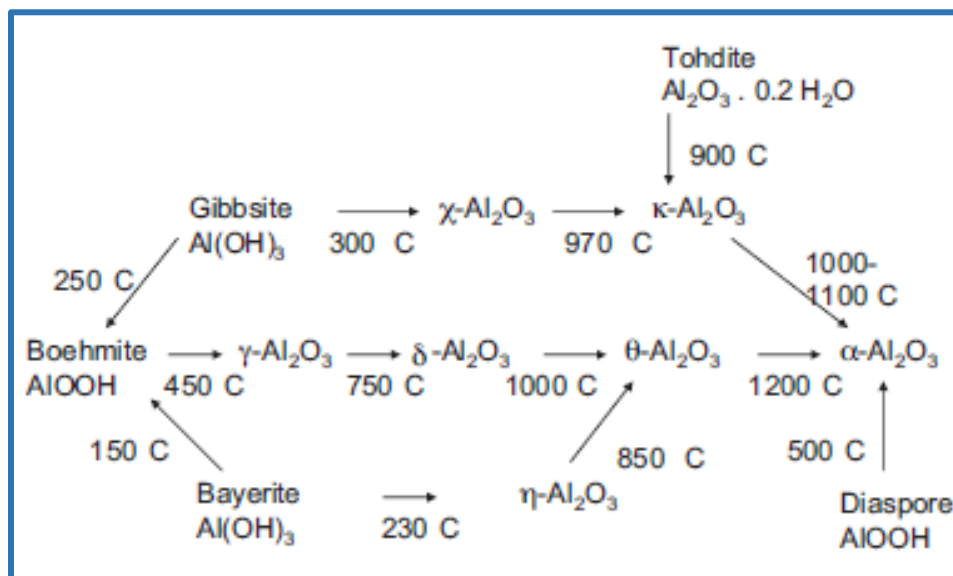 Tohdite
Al₂O₃ . 0.2 H₂O
900 C
Gibbsite
Al(OH)₃
300 C
χ-Al₂O₃
970 C
κ-Al₂O₃
250 C
1000-
1100 C
Boehmite
AlOOH
450 C
γ-Al₂O₃
750 C
δ-Al₂O₃
1000 C
θ-Al₂O₃
1200 C
α-Al₂O₃
150 C
850 C
500 C
Bayerite
Al(OH)₃
230 C
η-Al₂O₃
Diaspore
AlOOH